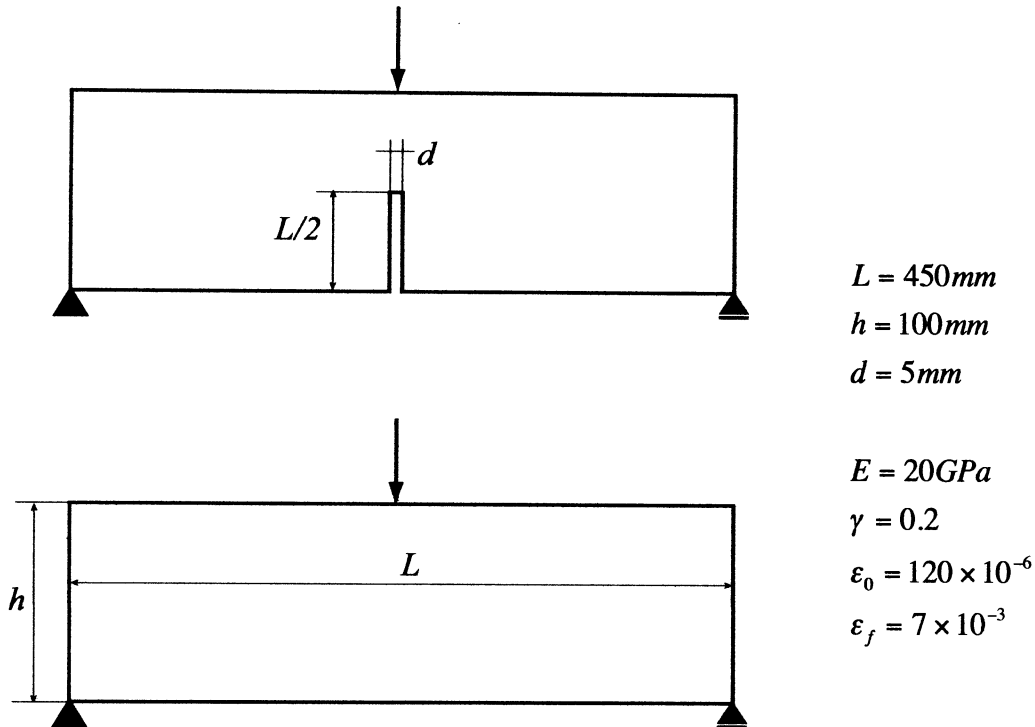 d
L/2
L = 450mm
h = 100mm
d = 5mm
L
h
E = 20GPa
γ = 0.2
ε₀ = 120 × 10⁻⁶
ε_f = 7 × 10⁻³